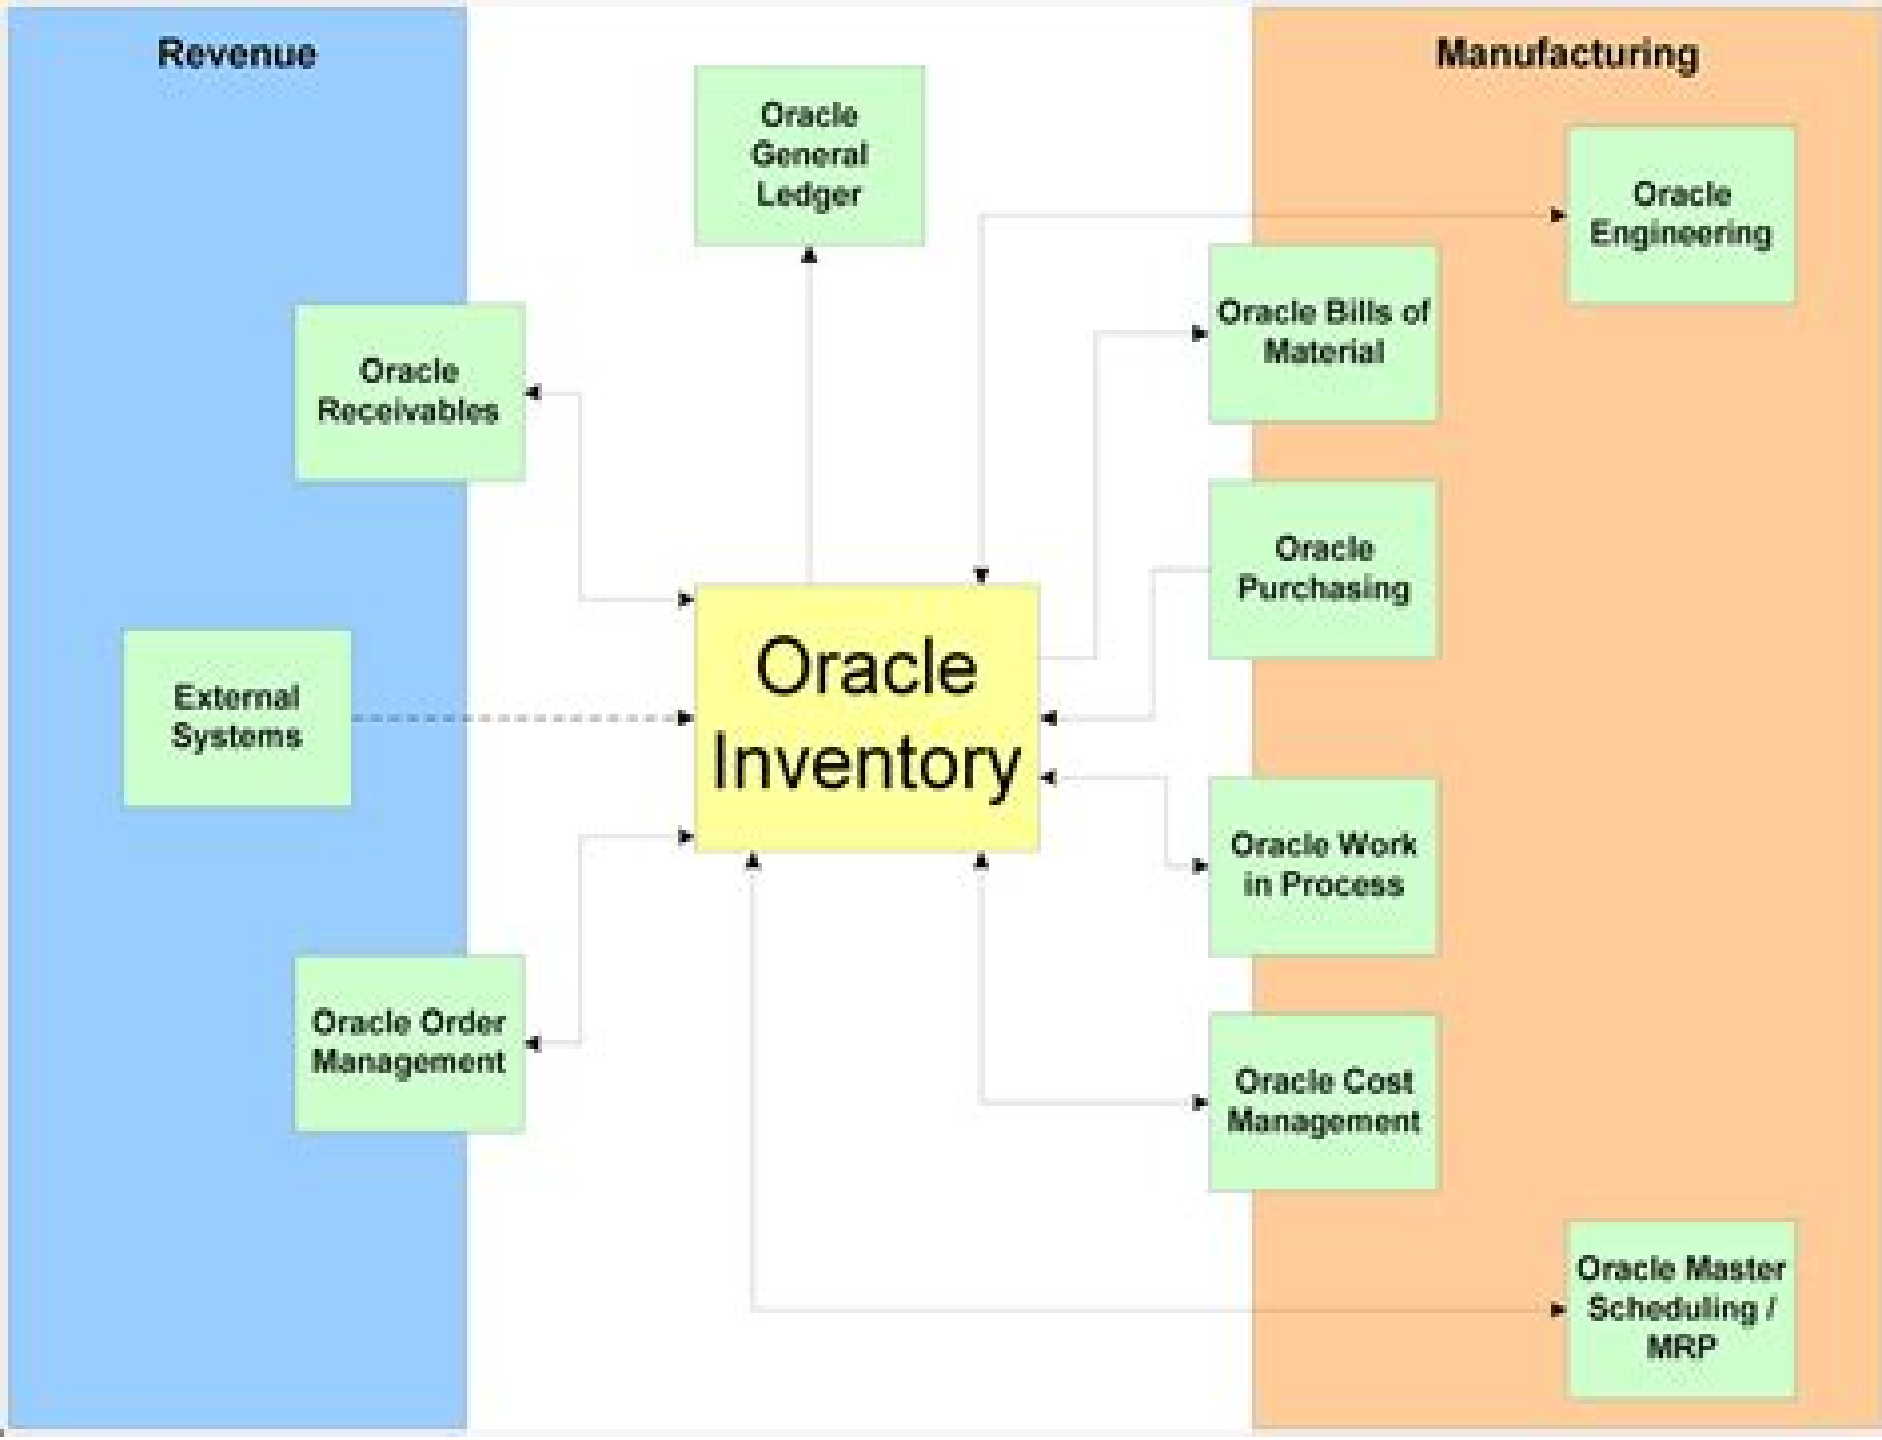 Revenue
Manufacturing
Oracle
General
Ledger
Oracle
Engineering
Oracle Bills of
Material
Oracle
Receivables
Oracle
Purchasing
Oracle
Inventory
External
Systems
Oracle Work
in Process
Oracle Order
Management
Oracle Cost
Management
Oracle Master
Scheduling /
MRP